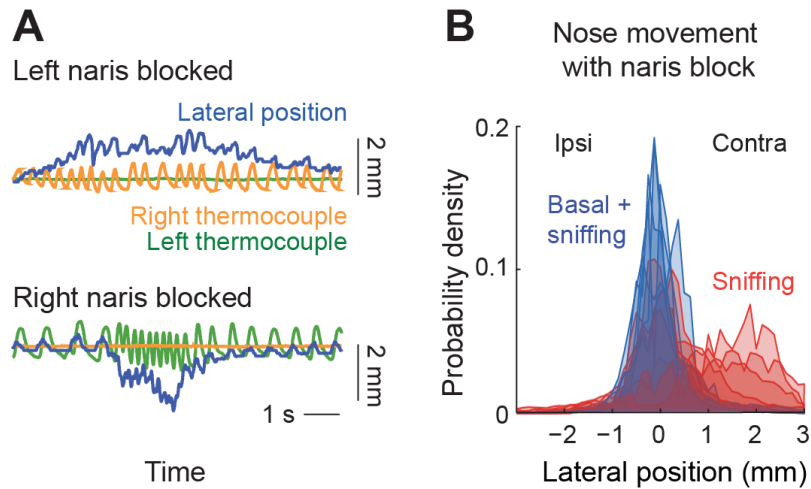 A
Left naris blocked
Lateral position
2 mm
Right thermocouple
Left thermocouple
Right naris blocked
2 mm
1 s
Time
B
Nose movement
with naris block
0.2
Ipsi
Contra
Basal +
sniffing
Sniffing
0.1
Probability density
0
−2
−1
0
1
2
3
Lateral position (mm)